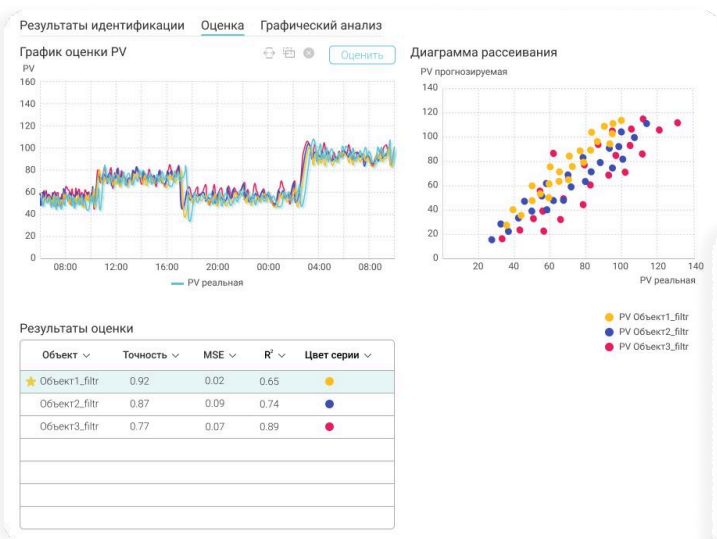 Результаты идентификации Оценка Графический анализ
График оценки PV
Оценить
PV
160
140
120
100
80
60
40
20
0
08:00 12:00 16:00 20:00 00:00 04:00 08:00
PV реальная
Диаграмма рассеивания
PV прогнозируемая
140
120
100
80
60
40
20
0
20 40 60 80 100 120 140
PV реальная
PV Объект1_filtr
PV Объект2_filtr
PV Объект3_filtr
Результаты оценки
Объект Точность MSE R² Цвет серии
Объект1_filtr 0.92 0.02 0.65
Объект2_filtr 0.87 0.09 0.74
Объект3_filtr 0.77 0.07 0.89